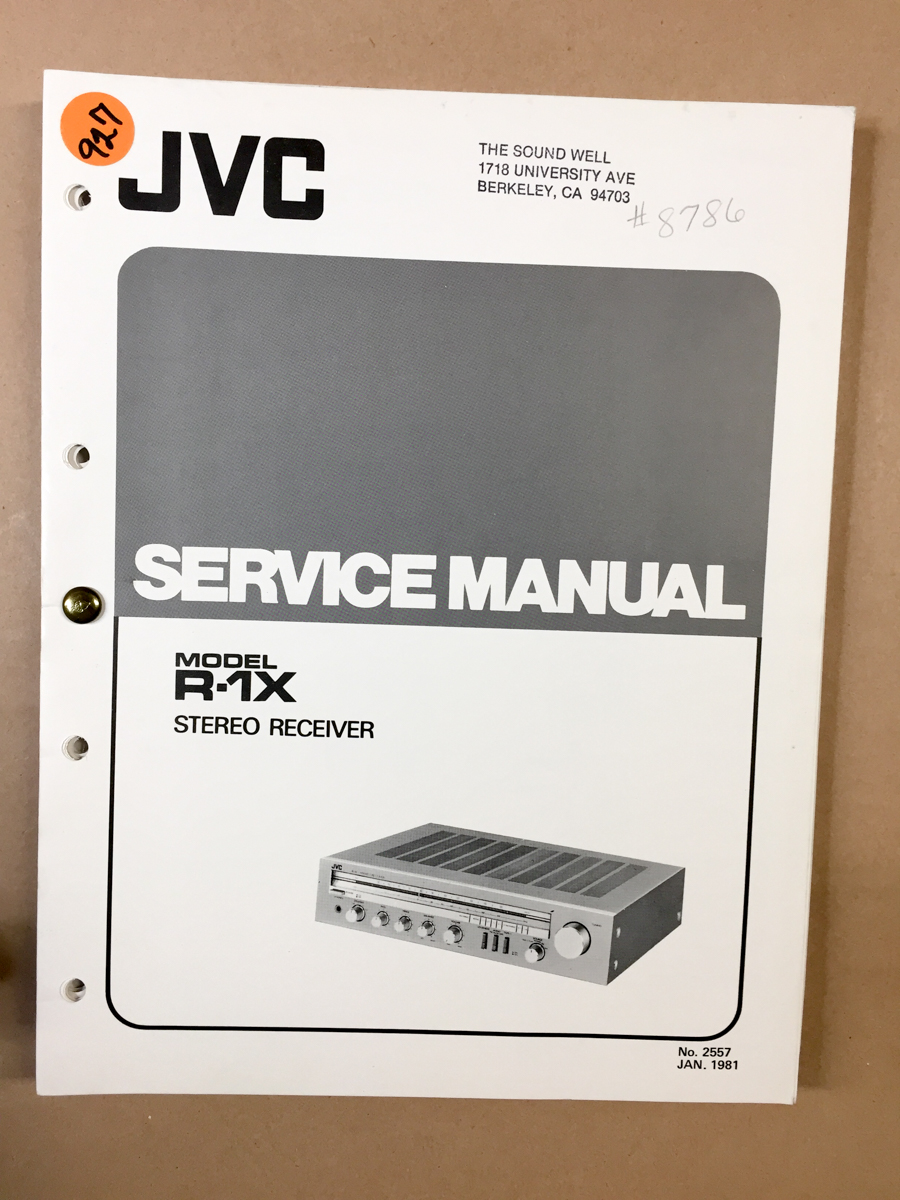 927
JVC
THE SOUND WELL
1718 UNIVERSITY AVE
BERKELEY, CA 94703
#8786
SERVICE MANUAL
MODEL
R-1X
STEREO RECEIVER
JVC
No. 2557
JAN. 1981